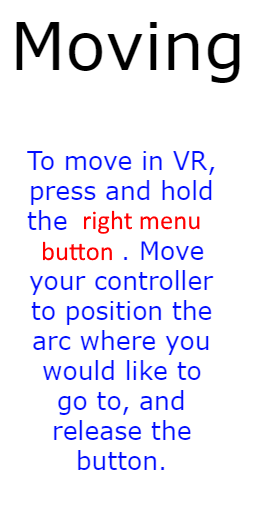 Moving
To move in VR,
press and hold
the right menu
button . Move
your controller
to position the
arc where you
would like to
go to, and
release the
button.